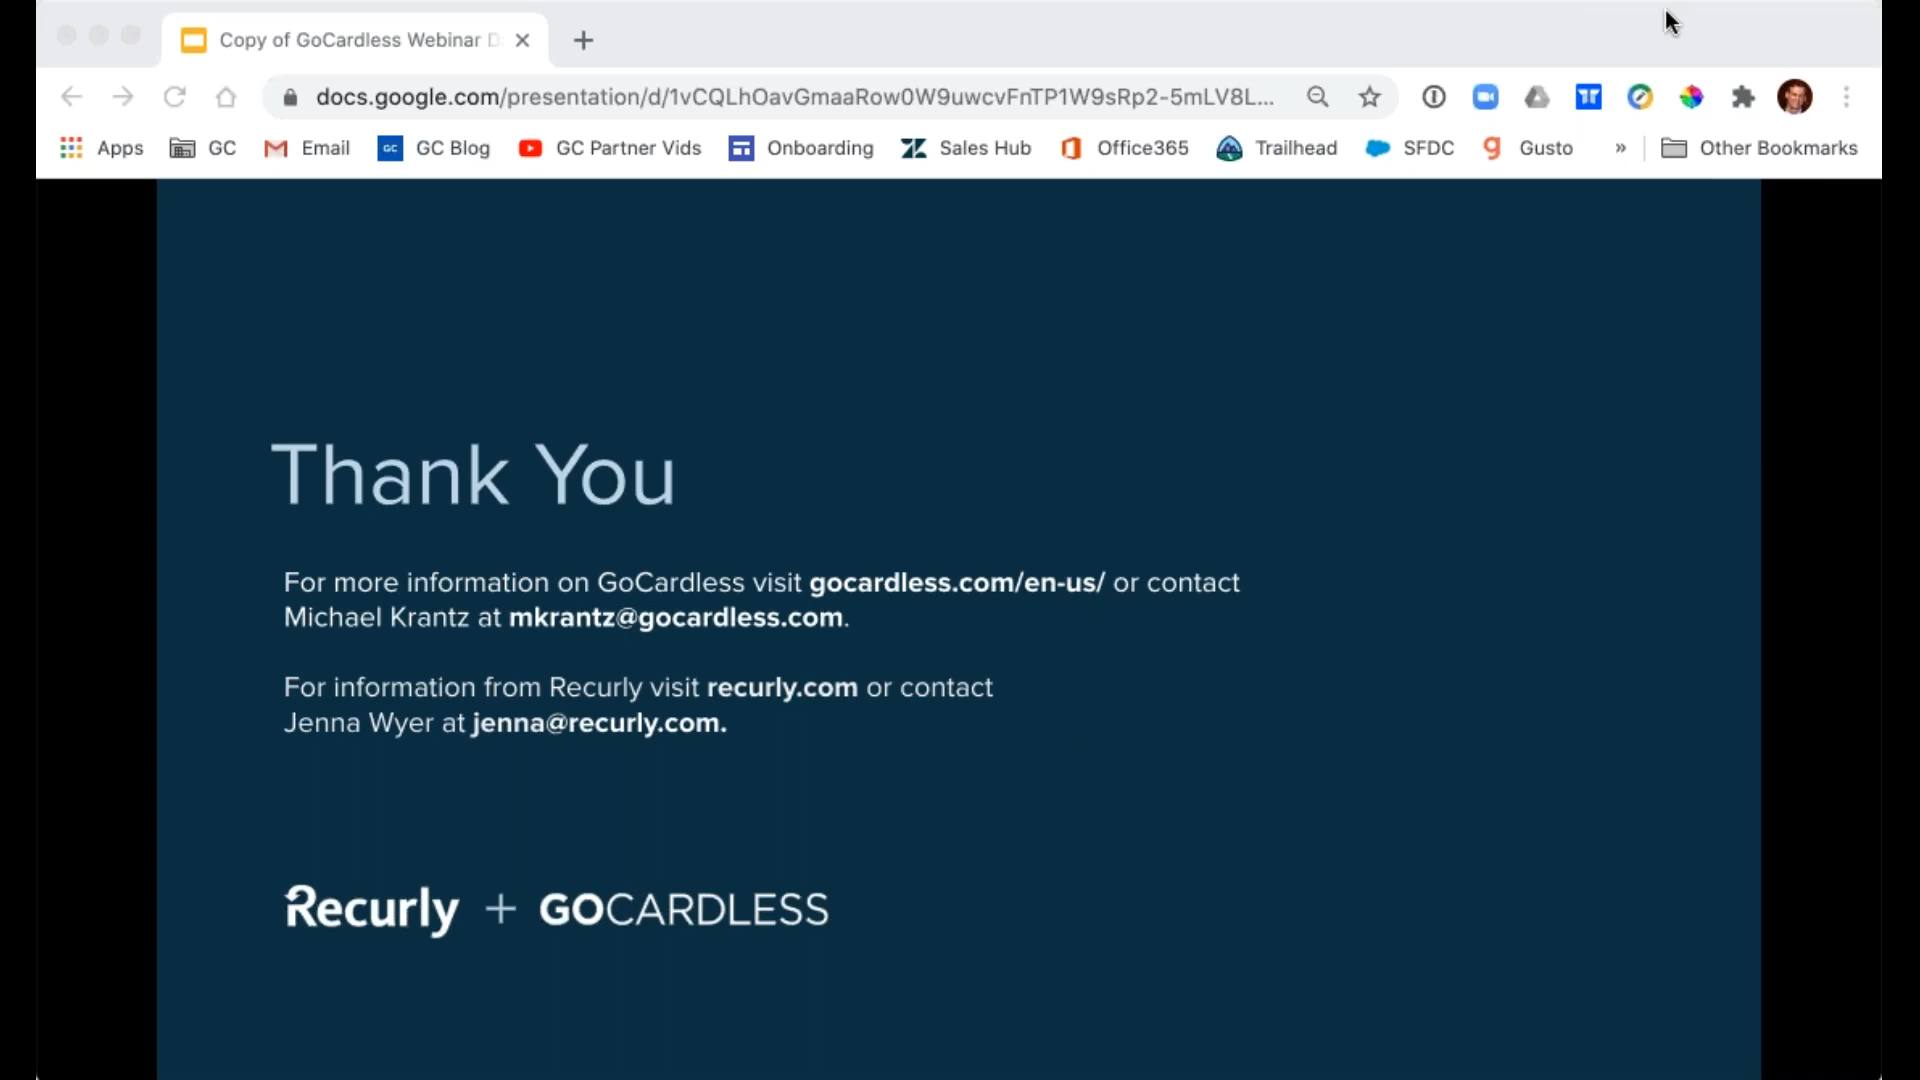 Copy of GoCardless Webinar D
docs.google.com/presentation/d/1vCQLhOavGmaaRow0W9uwcvFnTP1W9sRp2-5mLV8L...
Apps GC Email GC GC Blog GC Partner Vids Onboarding Sales Hub Office365 Trailhead SFDC Gusto » Other Bookmarks
Thank You
For more information on GoCardless visit gocardless.com/en-us/ or contact
Michael Krantz at mkrantz@gocardless.com.
For information from Recurly visit recurly.com or contact
Jenna Wyer at jenna@recurly.com.
Recurly + GOCARDLESS